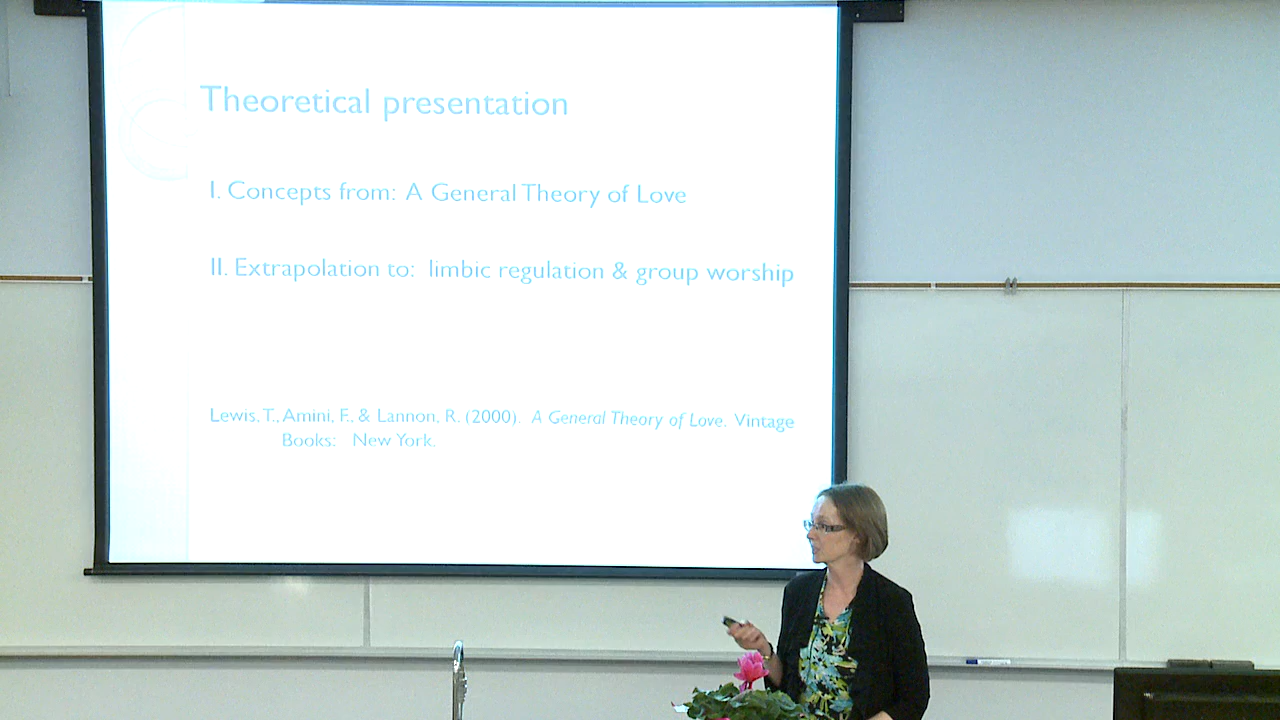 Theoretical presentation
I. Concepts from: A General Theory of Love
II. Extrapolation to: limbic regulation & group worship
Lewis, T., Amini, F., & Lannon, R. (2000). A General Theory of Love. Vintage
Books: New York.